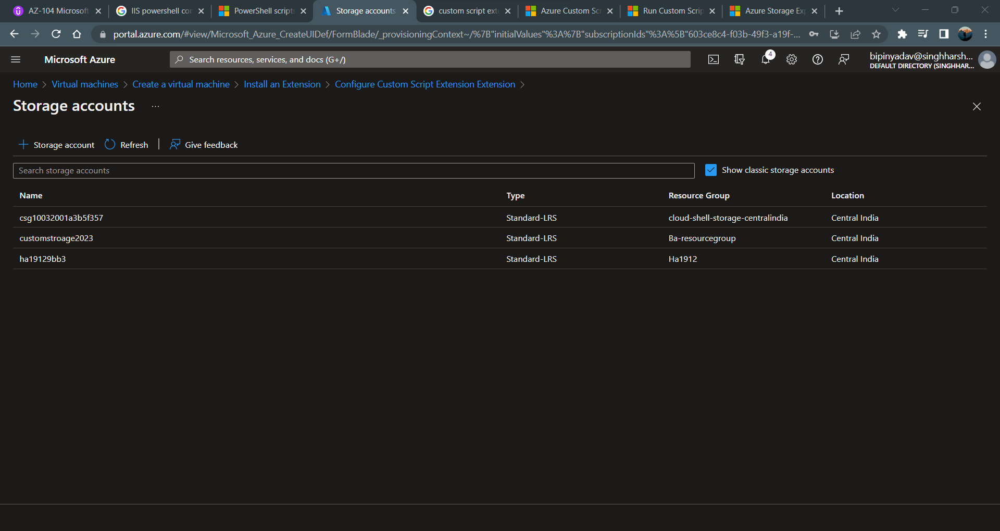 AZ-104 Microsoft
IIS powershell con
PowerShell scripts
Storage accounts
custom script ext
Azure Custom Scr
Run Custom Scrip
Azure Storage Exp
portal.azure.com/#view/Microsoft_Azure_CreateUIDef/FormBlade/_provisioningContext~/%7B"initialValues"%3A%7B"subscriptionIds"%3A%5B"603ce8c4-f03b-49f3-a19f-...
Microsoft Azure
Search resources, services, and docs (G+/)
4
bipinyadav@singhharsh...
DEFAULT DIRECTORY (SINGHHAR...
Home > Virtual machines > Create a virtual machine > Install an Extension > Configure Custom Script Extension Extension >
Storage accounts ...
+ Storage account Refresh | Give feedback
Search storage accounts
Show classic storage accounts
Name Type Resource Group Location
csg10032001a3b5f357 Standard-LRS cloud-shell-storage-centralindia Central India
customstroage2023 Standard-LRS Ba-resourcegroup Central India
ha19129bb3 Standard-LRS Ha1912 Central India